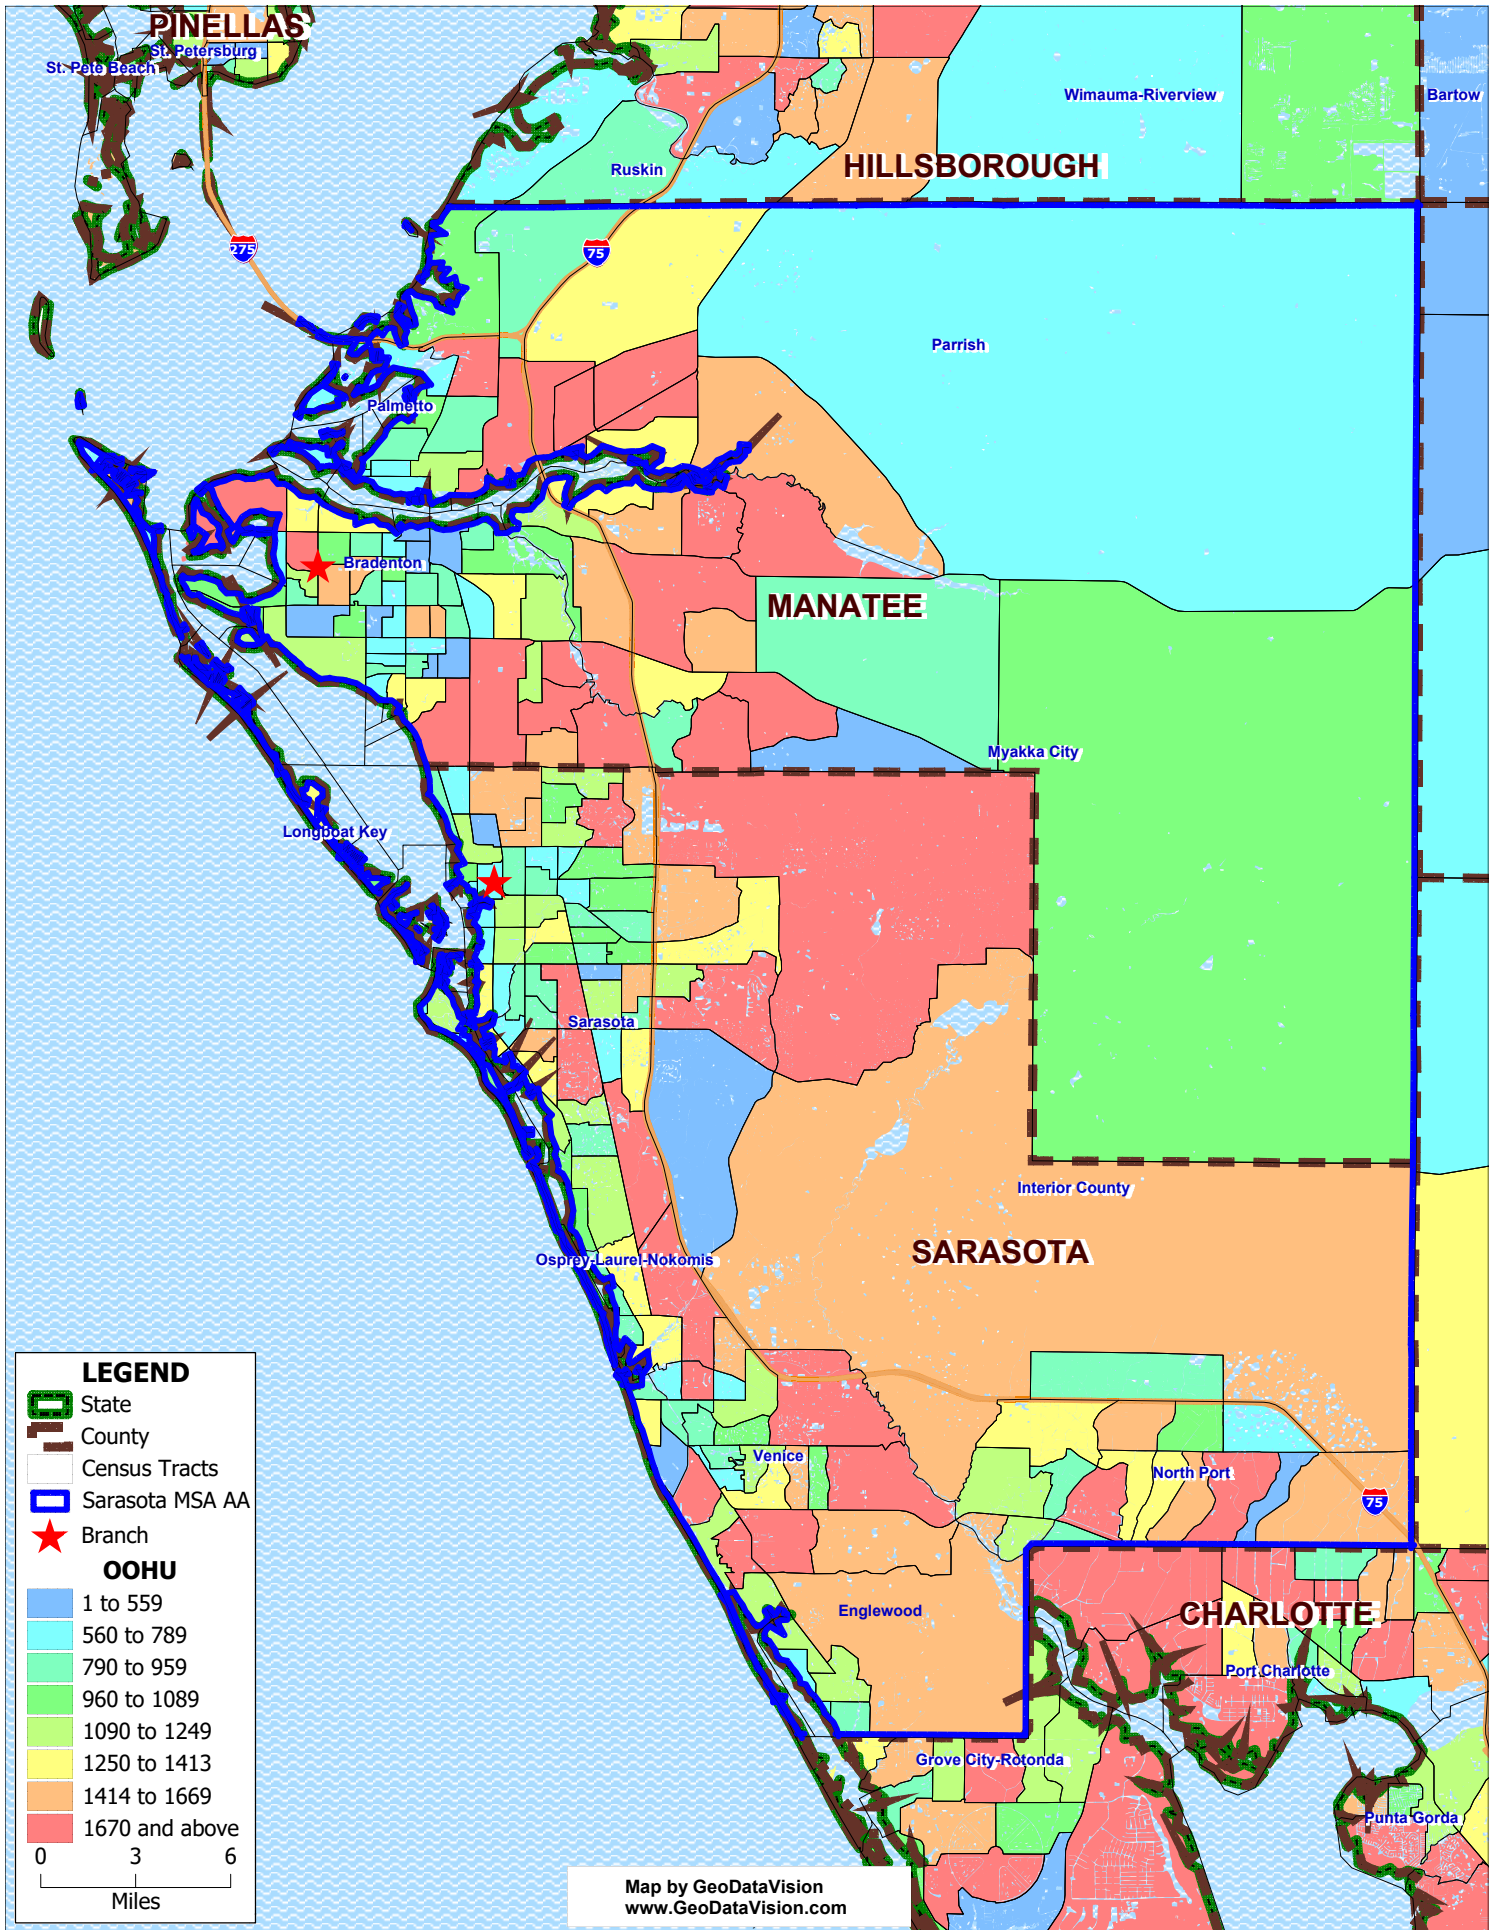 PINELLAS
St. Petersburg
St. Pete Beach
Wimauma-Riverview
Bartow
HILLSBOROUGH
Ruskin
275
75
Parrish
Palmetto
Bradenton
MANATEE
Myakka City
Longboat Key
Sarasota
Interior County
SARASOTA
Osprey-Laurel-Nokomis
Venice
North Port
75
Englewood
CHARLOTTE
Port Charlotte
Grove City-Rotonda
Punta Gorda
LEGEND
State
County
Census Tracts
Sarasota MSA AA
Branch
OOHU
1 to 559
560 to 789
790 to 959
960 to 1089
1090 to 1249
1250 to 1413
1414 to 1669
1670 and above
0 3 6
Miles
Map by GeoDataVision
www.GeoDataVision.com